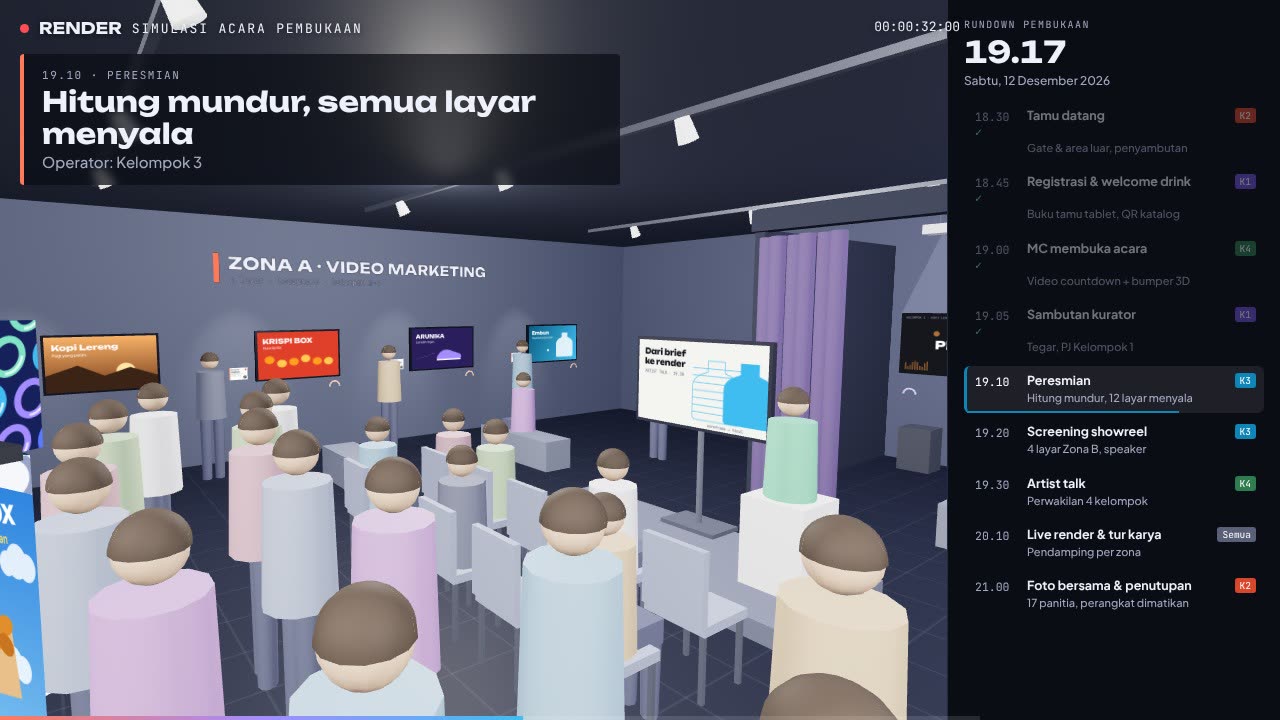 RENDER SIMULASI ACARA PEMBUKAAN
00:00:32:00
19.10 · PERESMIAN
Hitung mundur, semua layar
menyala
Operator: Kelompok 3
ZONA A · VIDEO MARKETING
Kopi Lereng
KRISPI BOX
ARUNIKA
Embun
Dari brief
ke render
OX
P
RUNDOWN PEMBUKAAN
19.17
Sabtu, 12 Desember 2026
18.30 Tamu datang K2
✓
Gate & area luar, penyambutan
18.45 Registrasi & welcome drink K1
✓
Buku tamu tablet, QR katalog
19.00 MC membuka acara K4
✓
Video countdown + bumper 3D
19.05 Sambutan kurator K1
✓
Tegar, PJ Kelompok 1
19.10 Peresmian K3
Hitung mundur, 12 layar menyala
19.20 Screening showreel K3
4 layar Zona B, speaker
19.30 Artist talk K4
Perwakilan 4 kelompok
20.10 Live render & tur karya Semua
Pendamping per zona
21.00 Foto bersama & penutupan K2
17 panitia, perangkat dimatikan